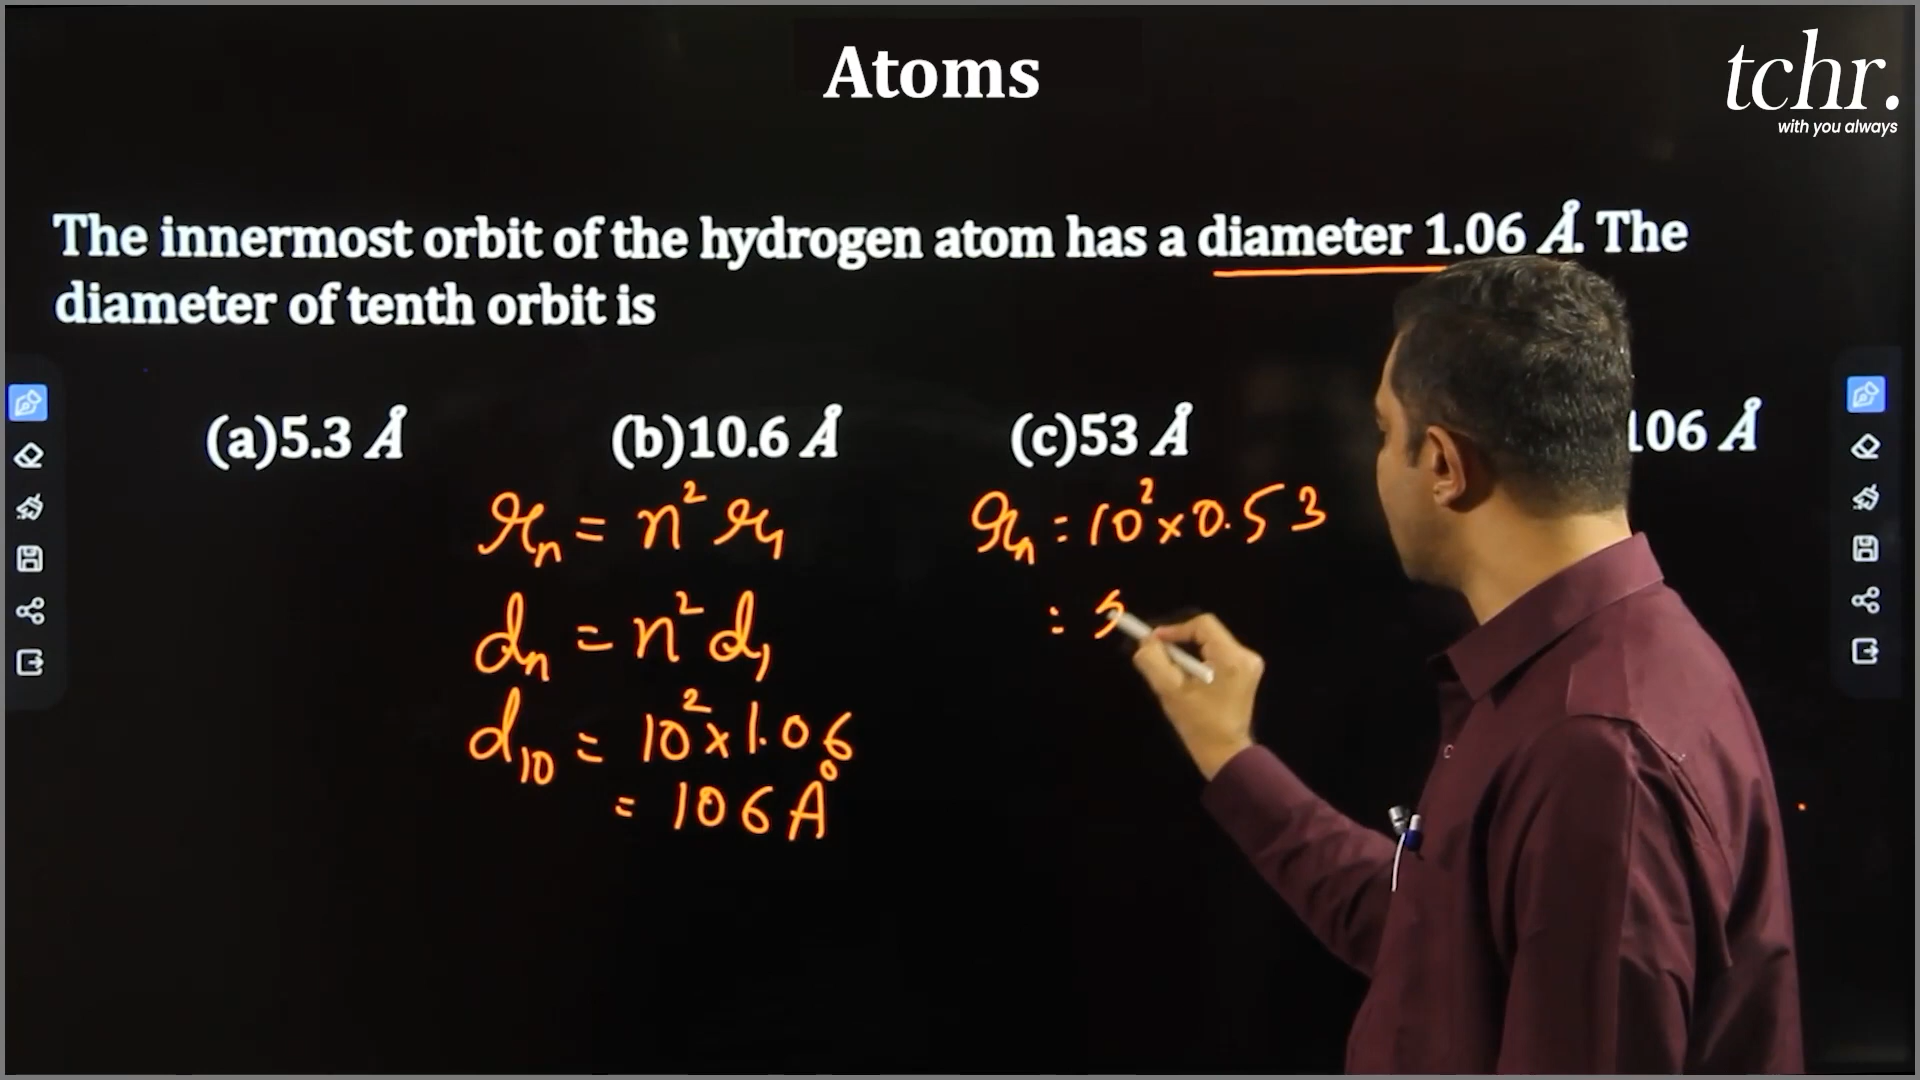 Atoms
tchr.
with you always
The innermost orbit of the hydrogen atom has a diameter 1.06 Å. The
diameter of tenth orbit is
(a)5.3 Å (b)10.6 Å (c)53 Å 106 Å
rₙ = n² r₁
dₙ = n² d₁
d₁₀ = 10² x 1.06
= 106 Å
rₙ = 10² x 0.53
= 5